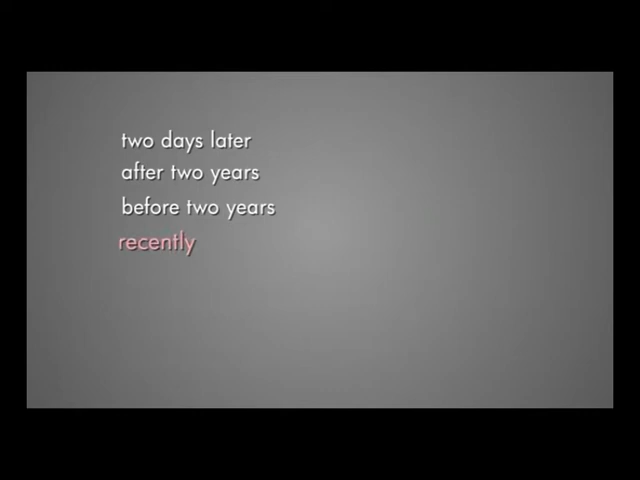 two days later
after two years
before two years
recently